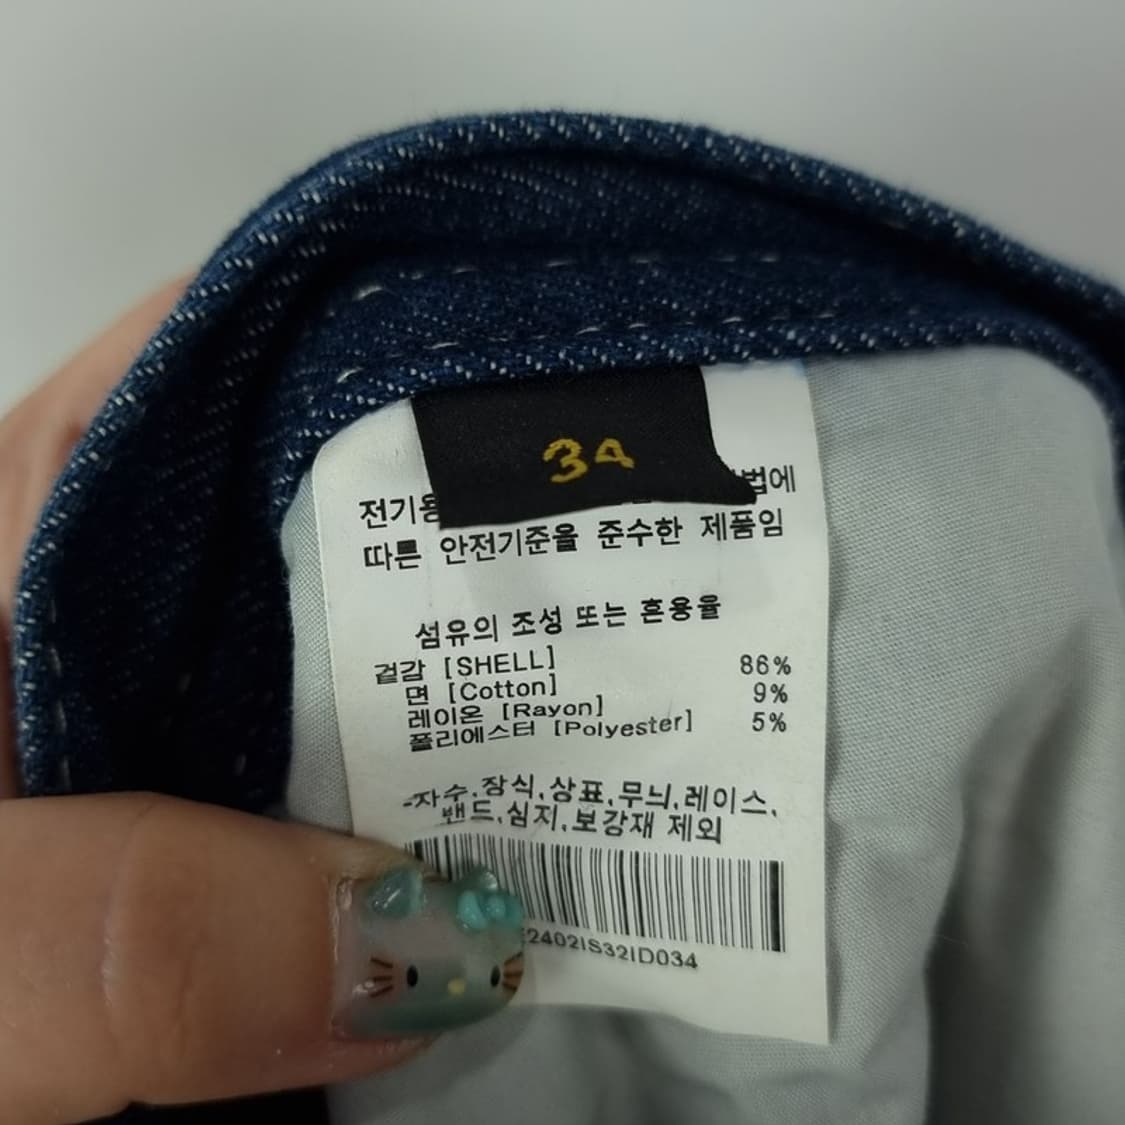 34
전기용 법에
따른 안전기준을 준수한 제품임
섬유의 조성 또는 혼용율
겉감 [SHELL]
면 [Cotton] 86%
레이온 [Rayon] 9%
폴리에스터 [Polyester] 5%
-자수,장식,상표,무늬,레이스,
밴드,심지,보강재 제외
2402IS32ID034